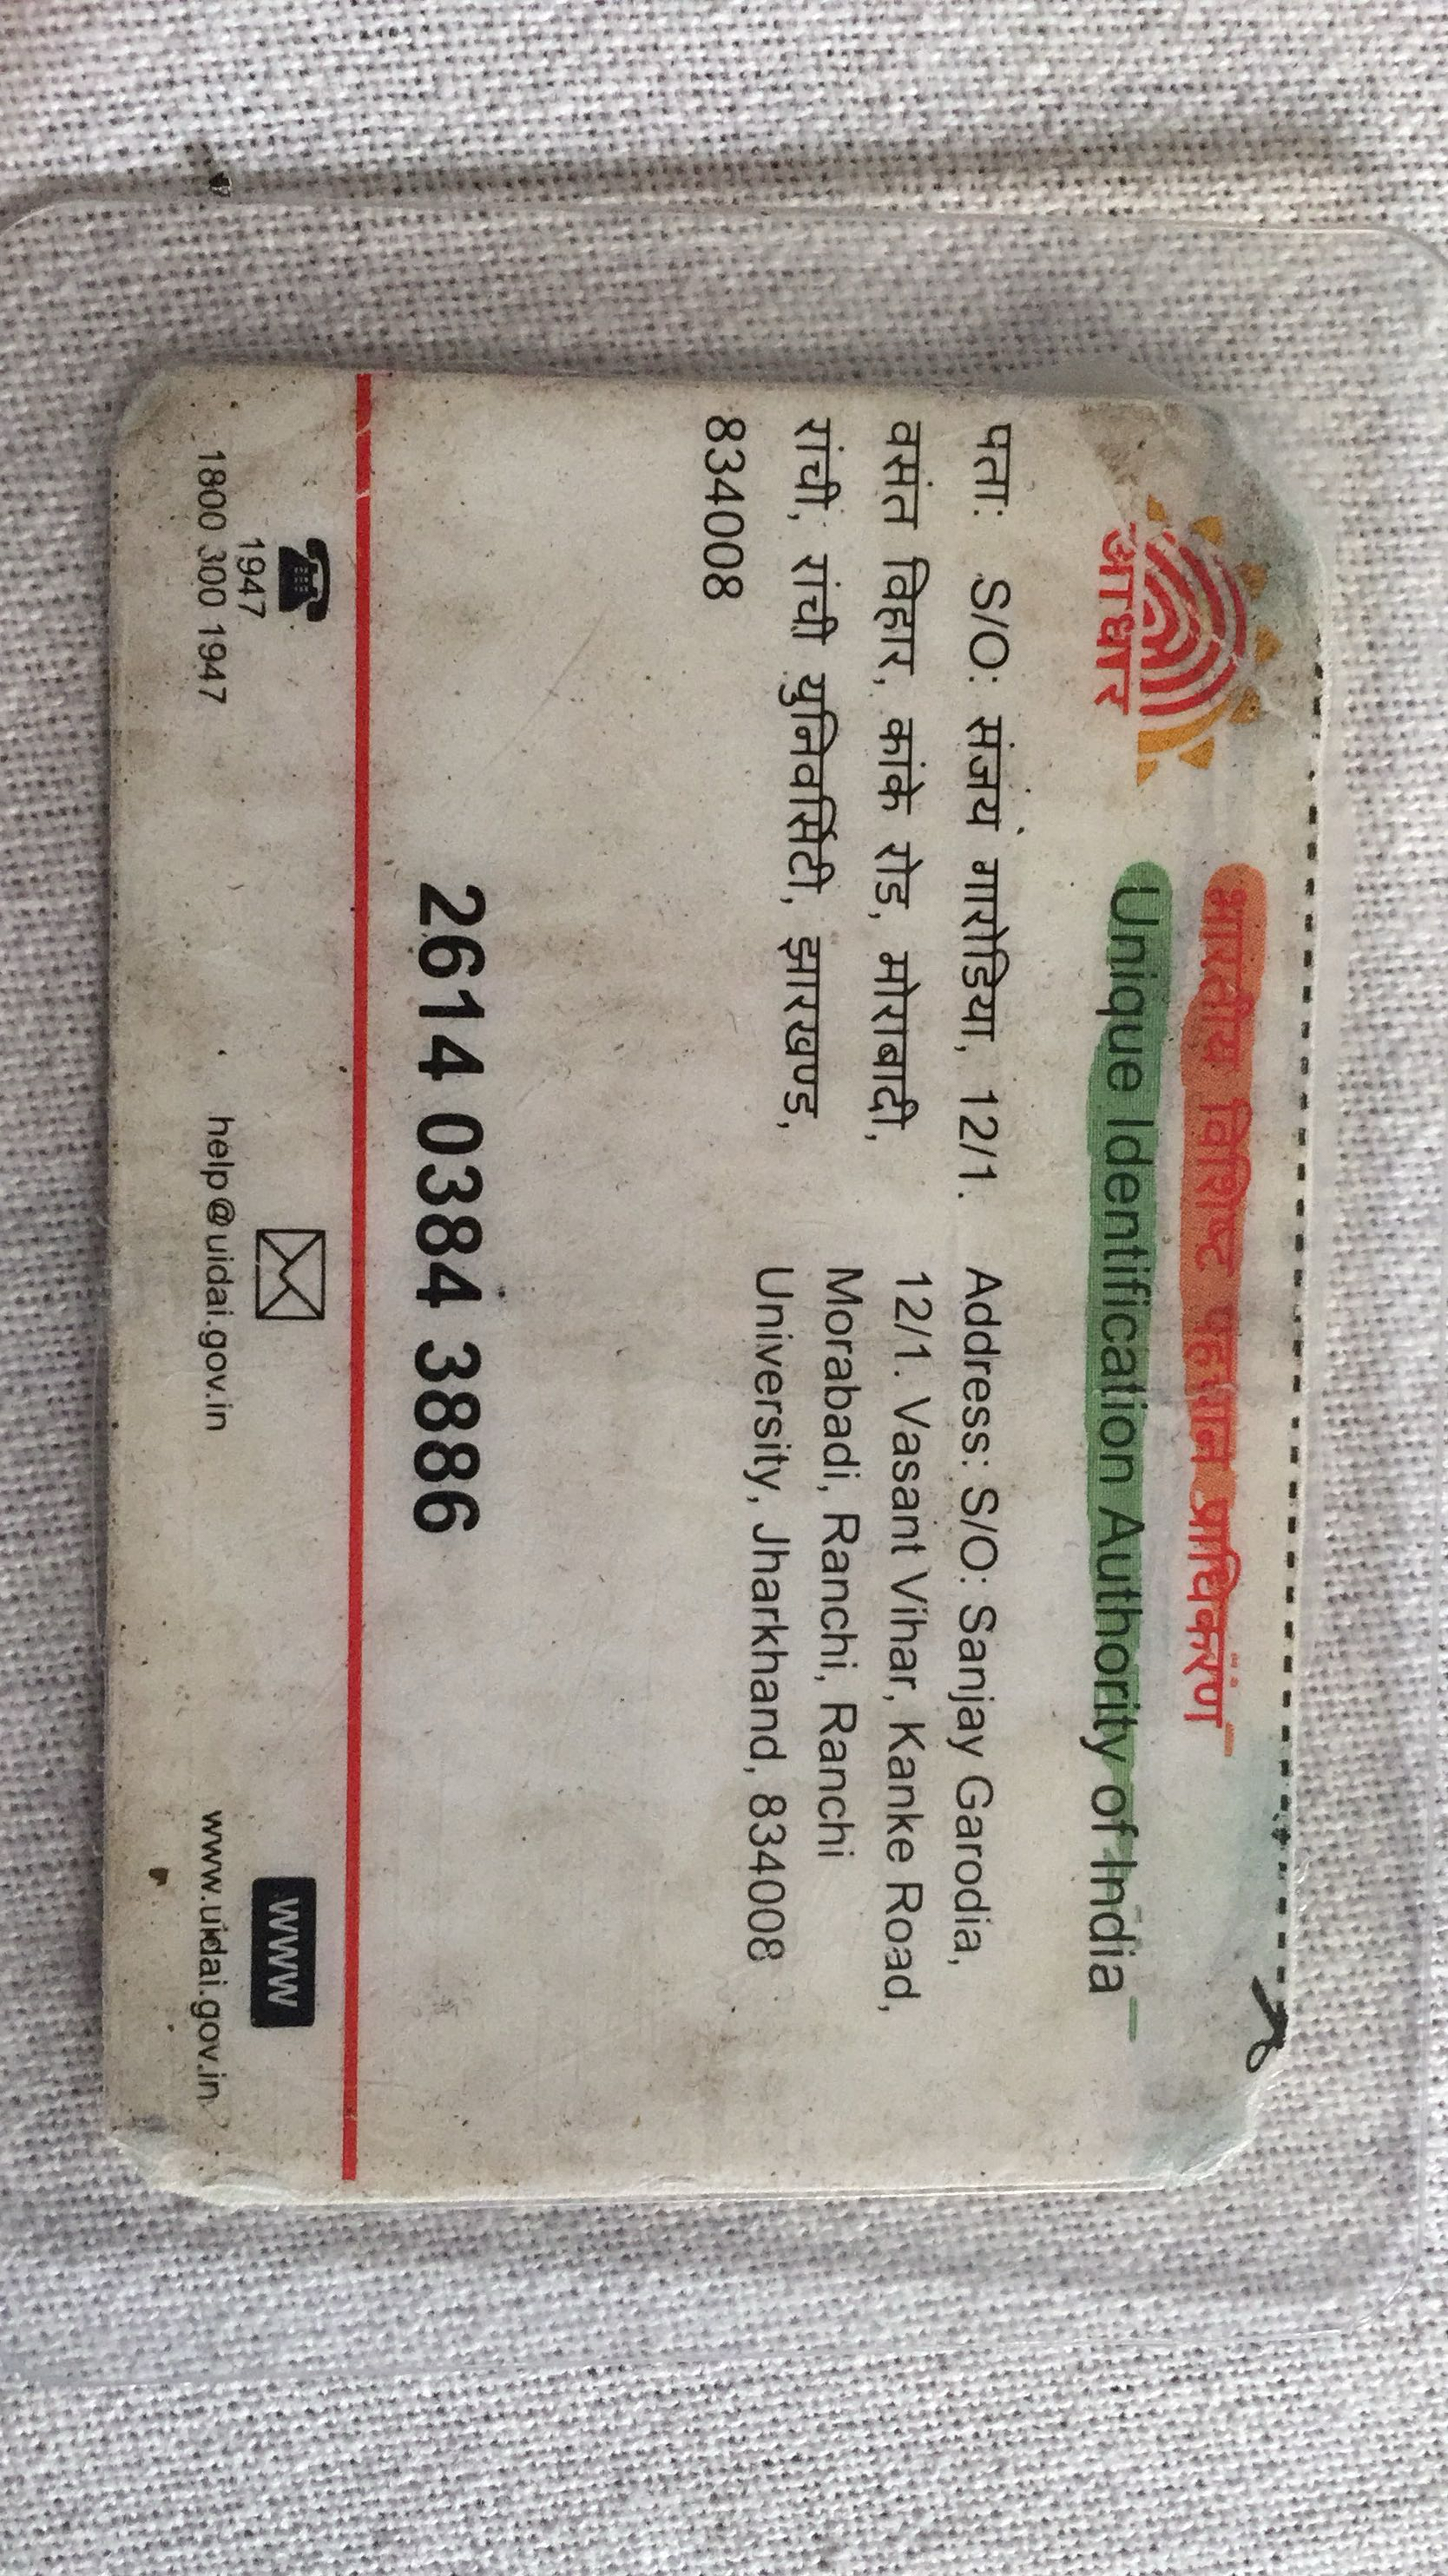 आधार
भारतीय विशिष्ट पहचान प्राधिकरण
Unique Identification Authority of India
पता: S/O: संजय गारोडिया, 12/1.
वसंत विहार, कांके रोड, मोराबादी,
रांची, रांची युनिवर्सिटी, झारखण्ड,
834008
Address: S/O: Sanjay Garodia,
12/1. Vasant Vihar, Kanke Road,
Morabadi, Ranchi, Ranchi
University, Jharkhand, 834008
2614 0384 3886
1947
1800 300 1947
help@uidai.gov.in
www
www.uidai.gov.in